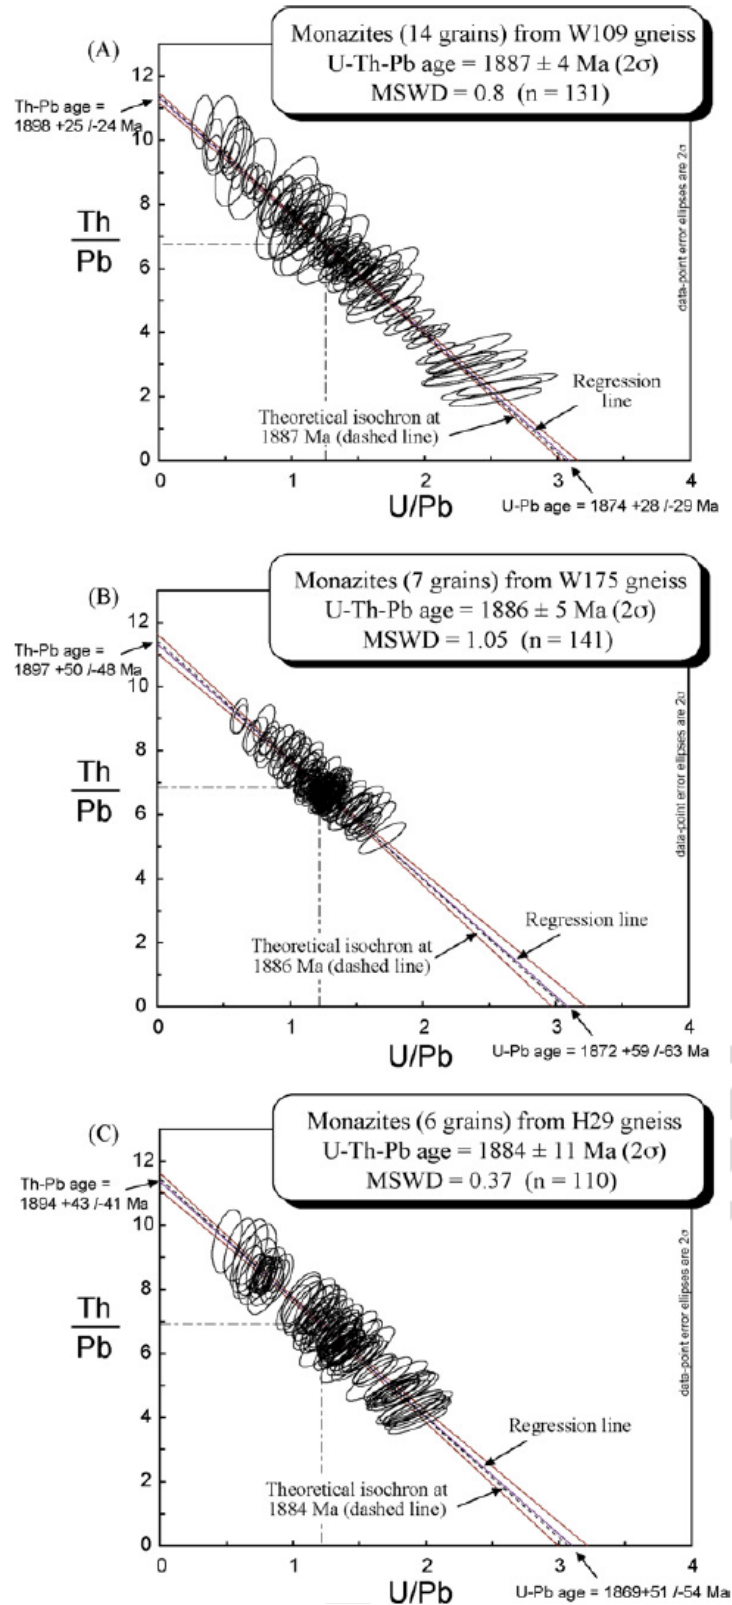 (A)
Monazites (14 grains) from W109 gneiss
U-Th-Pb age = 1887 ± 4 Ma (2σ)
MSWD = 0.8 (n = 131)
Th-Pb age =
1898 +25 /-24 Ma
data-point error ellipses are 2σ
12
10
8
6
4
2
0
Th
Pb
Regression
line
Theoretical isochron at
1887 Ma (dashed line)
0
1
2
3
4
U/Pb
U-Pb age = 1874 +28 /-29 Ma
(B)
Monazites (7 grains) from W175 gneiss
U-Th-Pb age = 1886 ± 5 Ma (2σ)
MSWD = 1.05 (n = 141)
Th-Pb age =
1897 +50 /-48 Ma
data-point error ellipses are 2σ
12
10
8
6
4
2
0
Th
Pb
Regression line
Theoretical isochron at
1886 Ma (dashed line)
0
1
2
3
4
U/Pb
U-Pb age = 1872 +59 /-63 Ma
(C)
Monazites (6 grains) from H29 gneiss
U-Th-Pb age = 1884 ± 11 Ma (2σ)
MSWD = 0.37 (n = 110)
Th-Pb age =
1894 +43 /-41 Ma
data-point error ellipses are 2σ
12
10
8
6
4
2
0
Th
Pb
Regression line
Theoretical isochron at
1884 Ma (dashed line)
0
1
2
3
4
U/Pb
U-Pb age = 1869+51 /-54 Ma